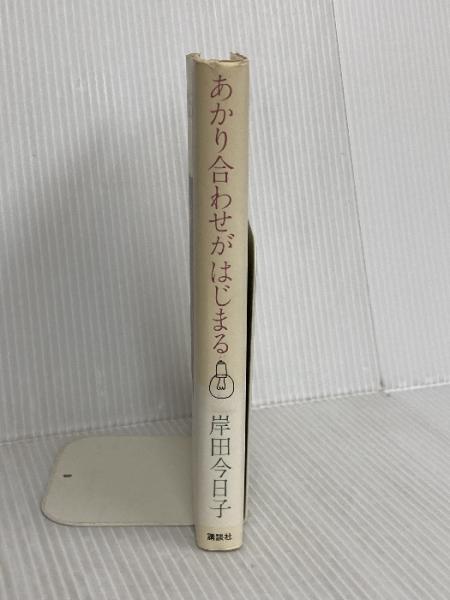 あかり合わせがはじまる
岸田今日子
講談社